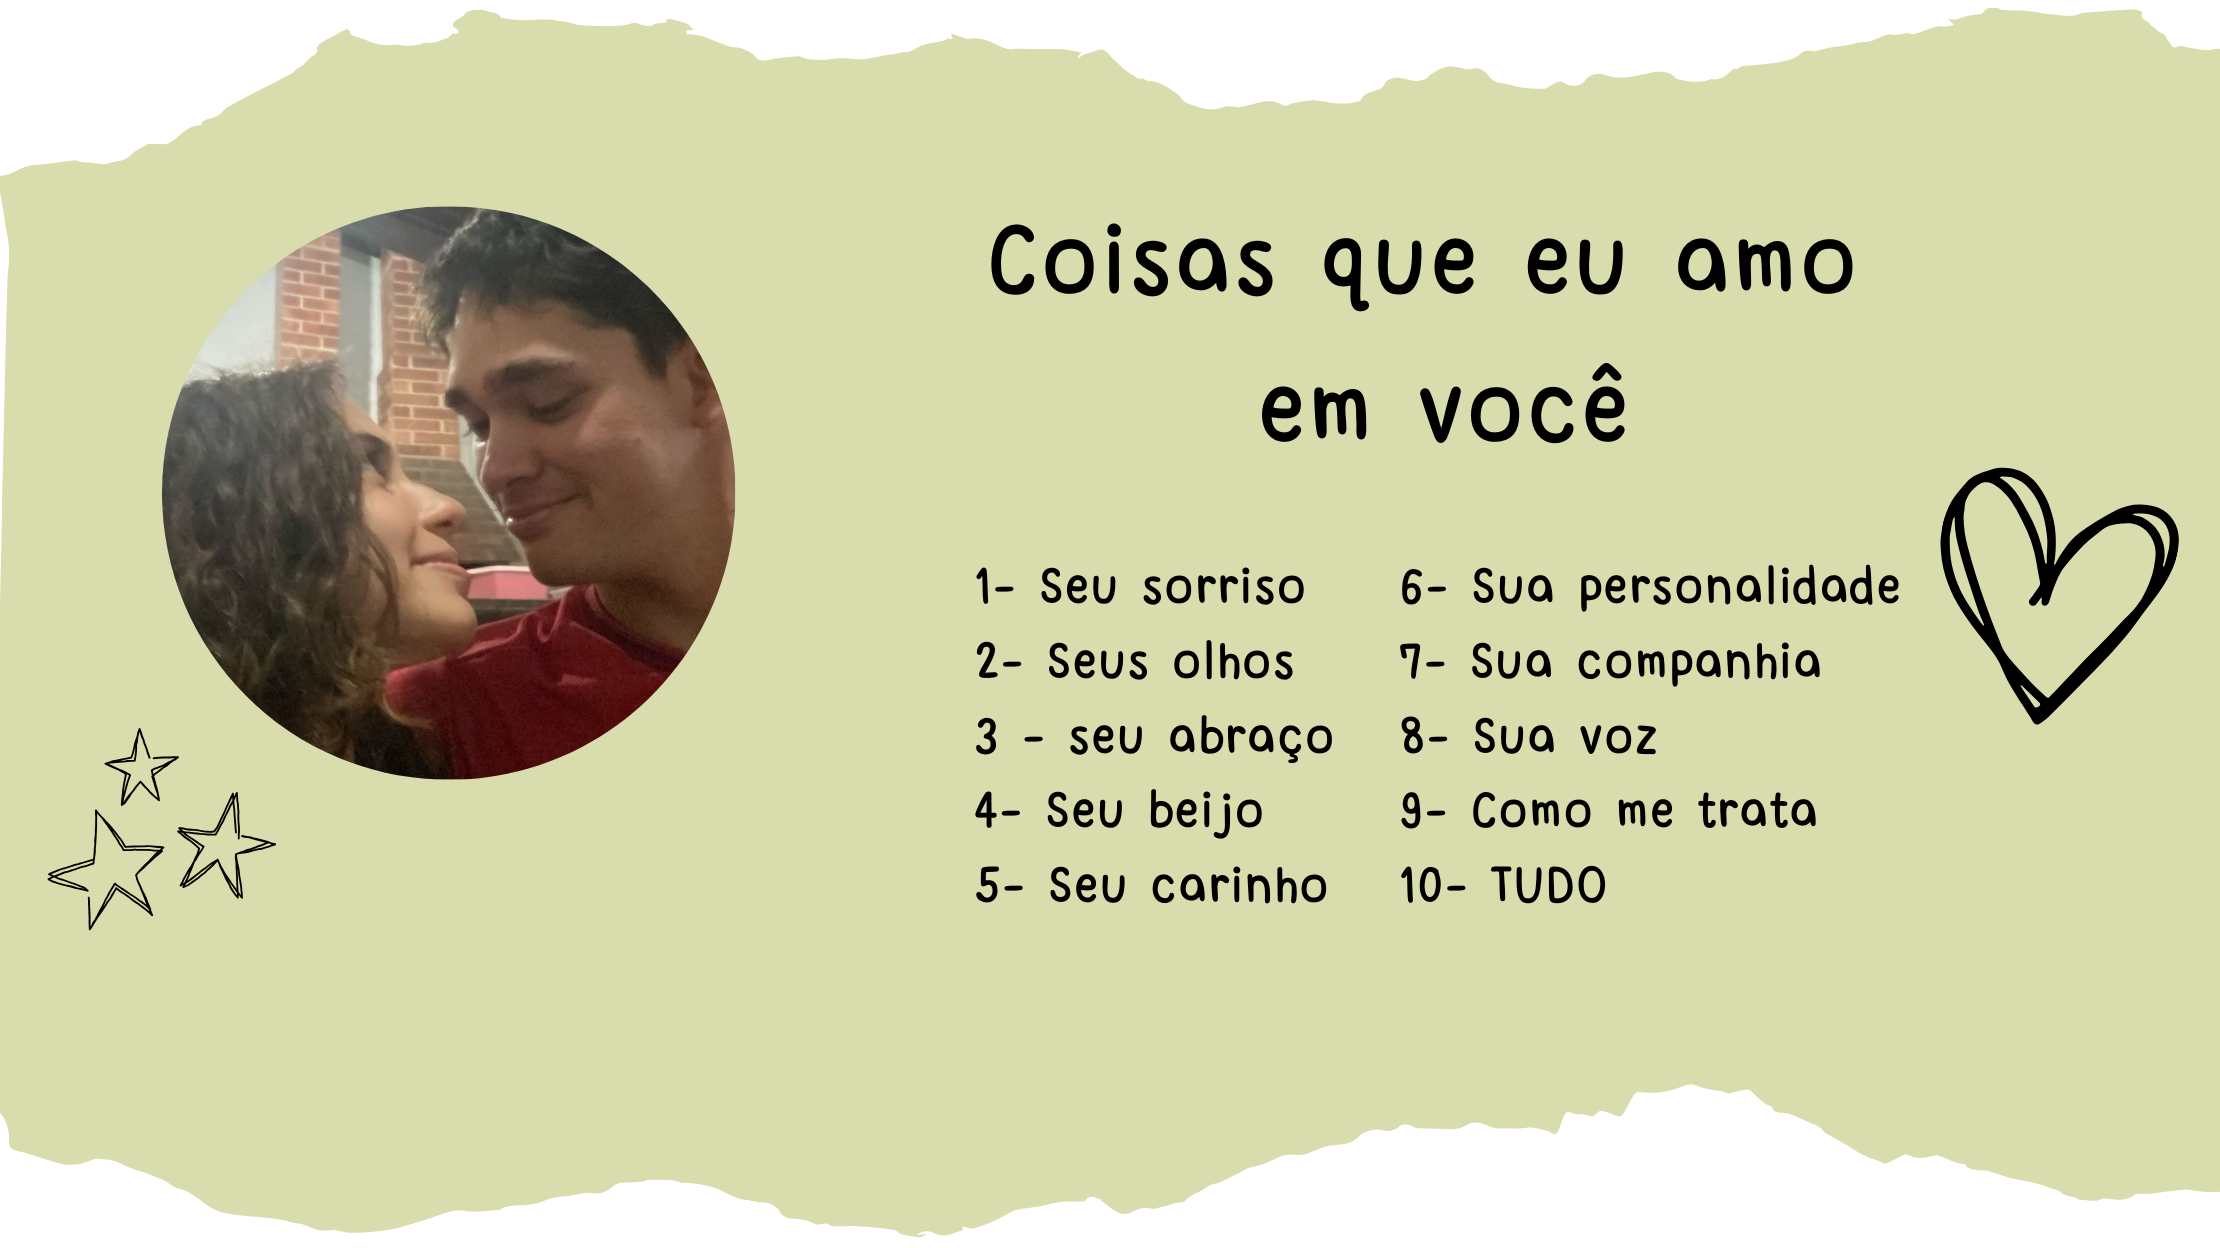 Coisas que eu amo
em você
1- Seu sorriso
2- Seus olhos
3 - seu abraço
4- Seu beijo
5- Seu carinho
6- Sua personalidade
7- Sua companhia
8- Sua voz
9- Como me trata
10- TUDO